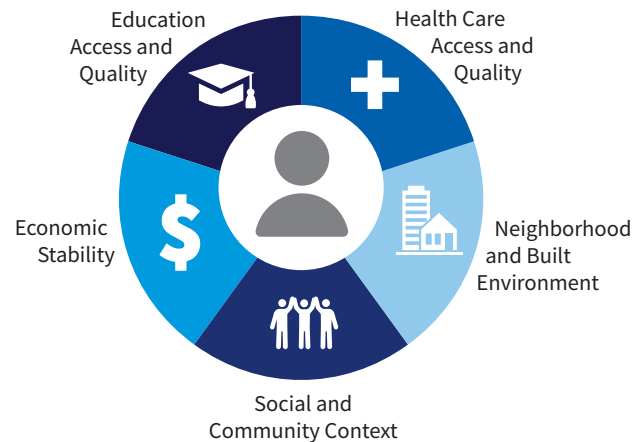 Education
Access and
Quality
Health Care
Access and
Quality
Economic
Stability
$
Neighborhood
and Built
Environment
Social and
Community Context